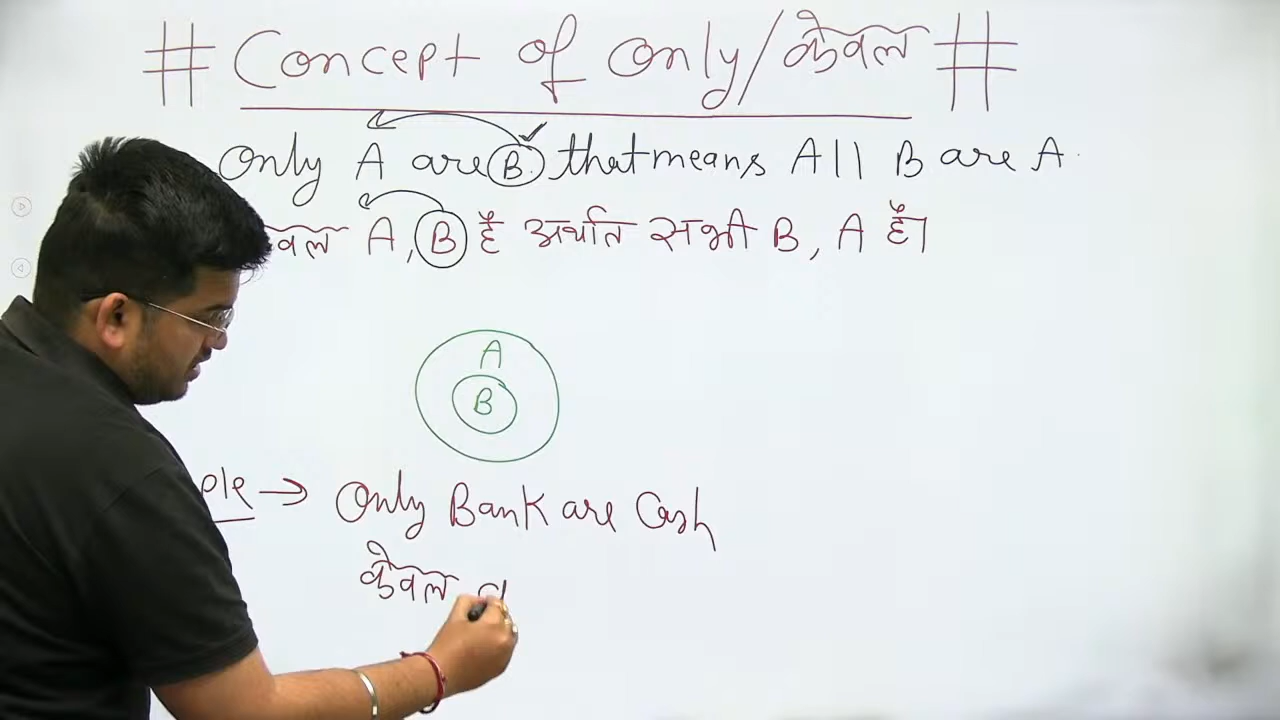 # Concept of only/केवल #
Only A are B that means All B are A.
वल A, B है अर्थात सभी B, A हैं।
A
B
ple → Only Bank are Cash
केवल